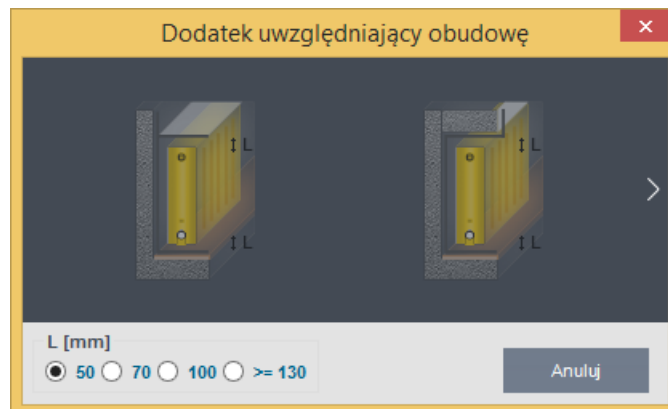 Dodatek uwzględniający obudowę
L L
L L
L [mm]
50 70 100 >= 130 Anuluj